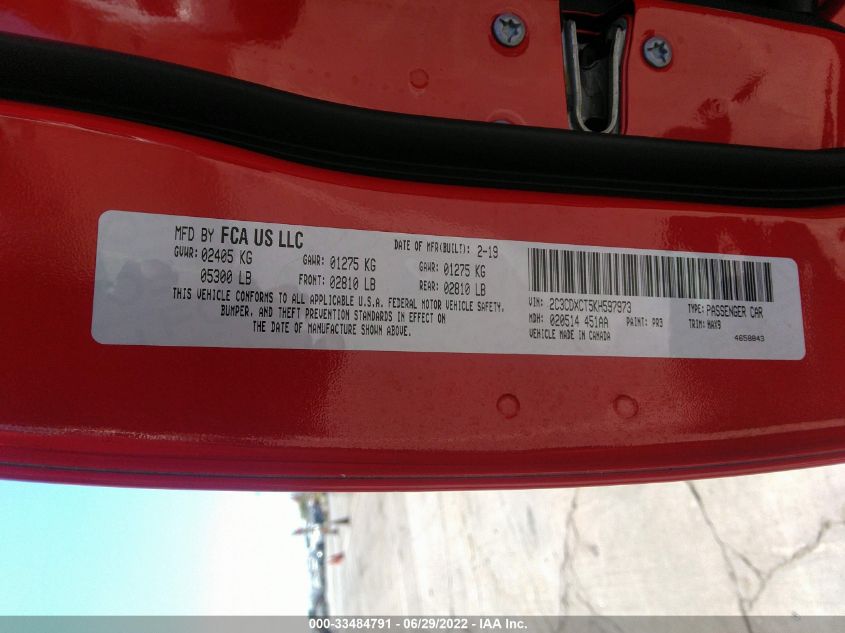 MFD BY FCA US LLC
DATE OF MFR(BUILT): 2-19
GVWR: 02405 KG GAWR: 01275 KG GAWR: 01275 KG
05300 LB FRONT: 02810 LB REAR: 02810 LB
THIS VEHICLE CONFORMS TO ALL APPLICABLE U.S.A. FEDERAL MOTOR VEHICLE SAFETY,
BUMPER, AND THEFT PREVENTION STANDARDS IN EFFECT ON
THE DATE OF MANUFACTURE SHOWN ABOVE.
VIN: 2C3CDXCT5KH597973 TYPE: PASSENGER CAR
MDH: 020514 451AA PAINT: PR3 TRIM: HAX9
VEHICLE MADE IN CANADA 4658843
000-33484791 - 06/29/2022 - IAA Inc.